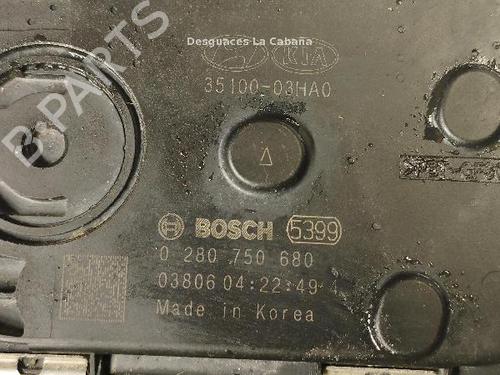 Desguaces La Cabaña
KIA
35100-03HA0
B-PARTS
BOSCH 5399
0 280 750 680
03806 04:22:49 4
Made in Korea